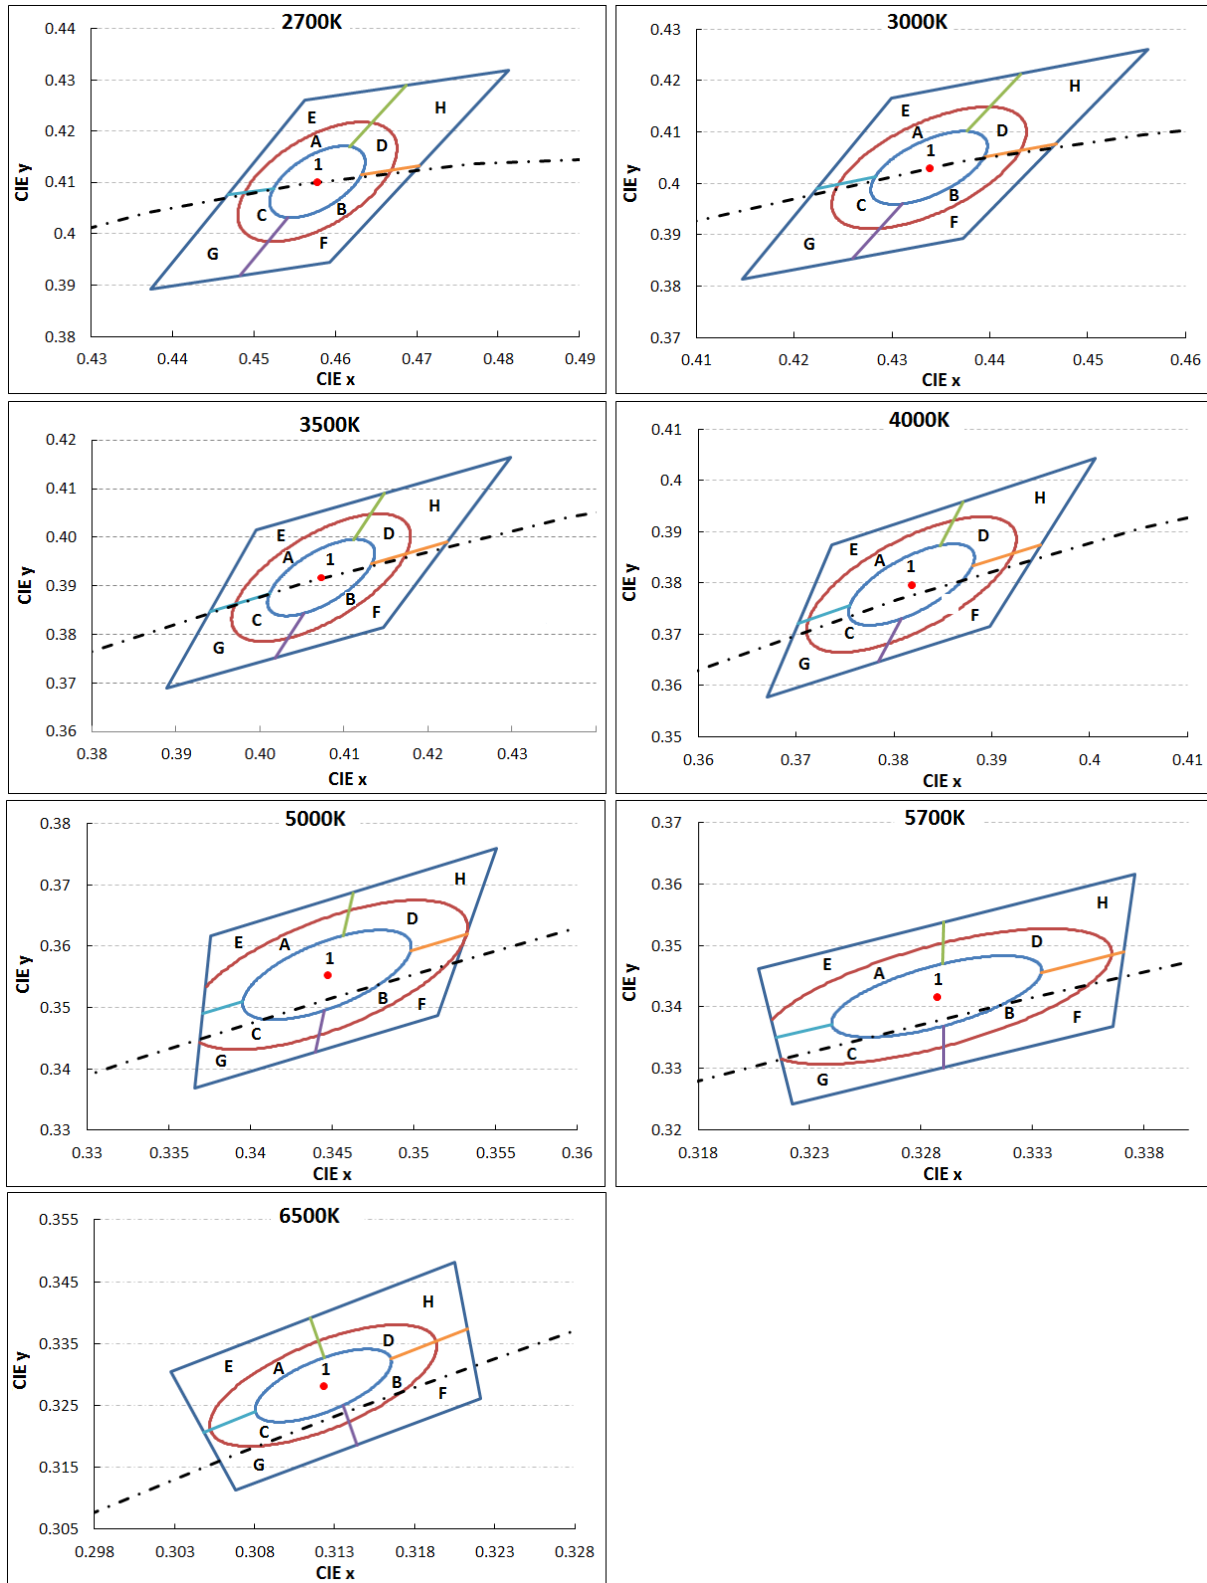 2700K
CIE y
0.44
0.43
0.42
0.41
0.4
0.39
0.38
E
H
A
D
1
C
B
F
G
0.43 0.44 0.45 0.46 0.47 0.48 0.49
CIE x
3000K
CIE y
0.43
0.42
0.41
0.4
0.39
0.38
0.37
H
E
A
D
1
C
B
F
G
0.41 0.42 0.43 0.44 0.45 0.46
CIE x
3500K
CIE y
0.42
0.41
0.40
0.39
0.38
0.37
0.36
H
E
D
A
1
B
C
F
G
0.38 0.39 0.40 0.41 0.42 0.43
CIE x
4000K
CIE y
0.41
0.4
0.39
0.38
0.37
0.36
0.35
H
E
D
A
1
F
C
G
0.36 0.37 0.38 0.39 0.4 0.41
CIE x
5000K
CIE y
0.38
0.37
0.36
0.35
0.34
0.33
H
E
A
D
1
B
F
C
G
0.33 0.335 0.34 0.345 0.35 0.355 0.36
CIE x
5700K
CIE y
0.37
0.36
0.35
0.34
0.33
0.32
H
D
E
A
1
B
F
C
G
0.318 0.323 0.328 0.333 0.338
CIE x
6500K
CIE y
0.355
0.345
0.335
0.325
0.315
0.305
H
D
E
A
1
B
F
C
G
0.298 0.303 0.308 0.313 0.318 0.323 0.328
CIE x